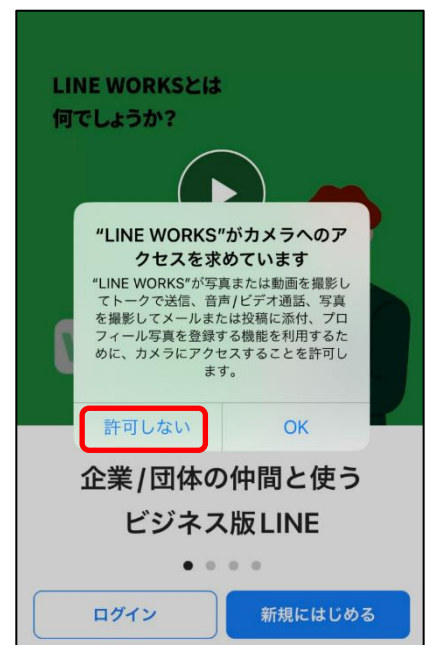 LINE WORKSとは
何でしょうか?
“LINE WORKS”がカメラへのア
クセスを求めています
“LINE WORKS”が写真または動画を撮影し
てトークで送信、音声/ビデオ通話、写真
を撮影してメールまたは投稿に添付、プロ
フィール写真を登録する機能を利用するた
めに、カメラにアクセスすることを許可し
ます。
許可しない
OK
企業/団体の仲間と使う
ビジネス版LINE
ログイン
新規にはじめる